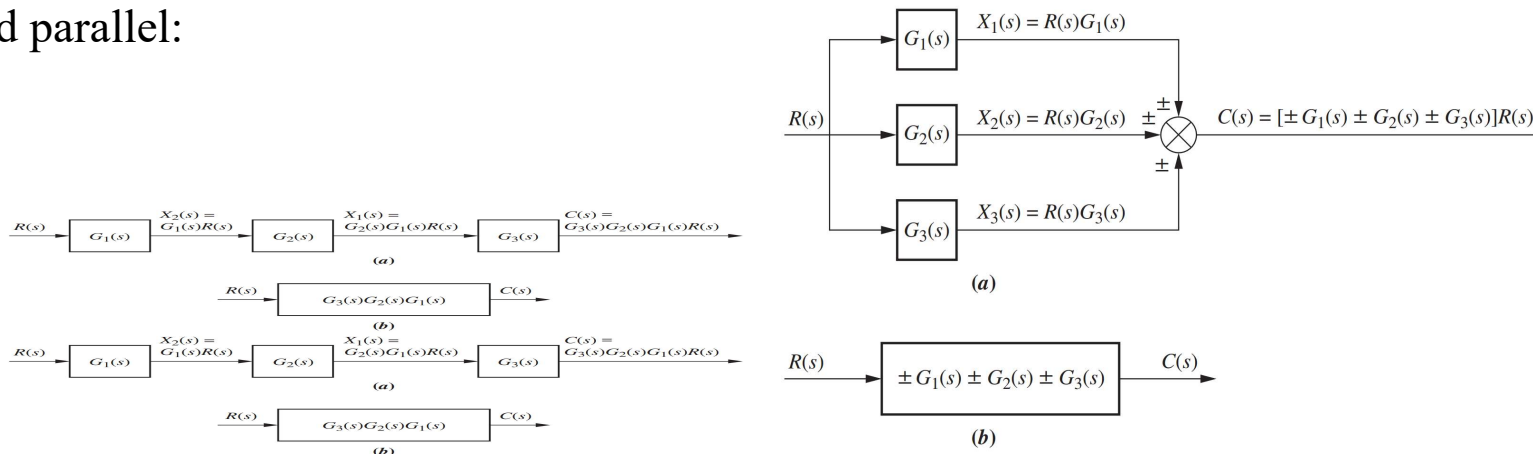 d parallel:
R(s)
G₁(s)
X₂(s) =
G₁(s)R(s)
G₂(s)
X₁(s) =
G₂(s)G₁(s)R(s)
G₃(s)
C(s) =
G₃(s)G₂(s)G₁(s)R(s)
(a)
R(s)
G₃(s)G₂(s)G₁(s)
C(s)
(b)
R(s)
G₁(s)
X₂(s) =
G₁(s)R(s)
G₂(s)
X₁(s) =
G₂(s)G₁(s)R(s)
G₃(s)
C(s) =
G₃(s)G₂(s)G₁(s)R(s)
(a)
R(s)
G₃(s)G₂(s)G₁(s)
C(s)
(b)
R(s)
G₁(s)
X₁(s) = R(s)G₁(s)
G₂(s)
X₂(s) = R(s)G₂(s)
G₃(s)
X₃(s) = R(s)G₃(s)
±
±
±
C(s) = [± G₁(s) ± G₂(s) ± G₃(s)]R(s)
(a)
R(s)
± G₁(s) ± G₂(s) ± G₃(s)
C(s)
(b)